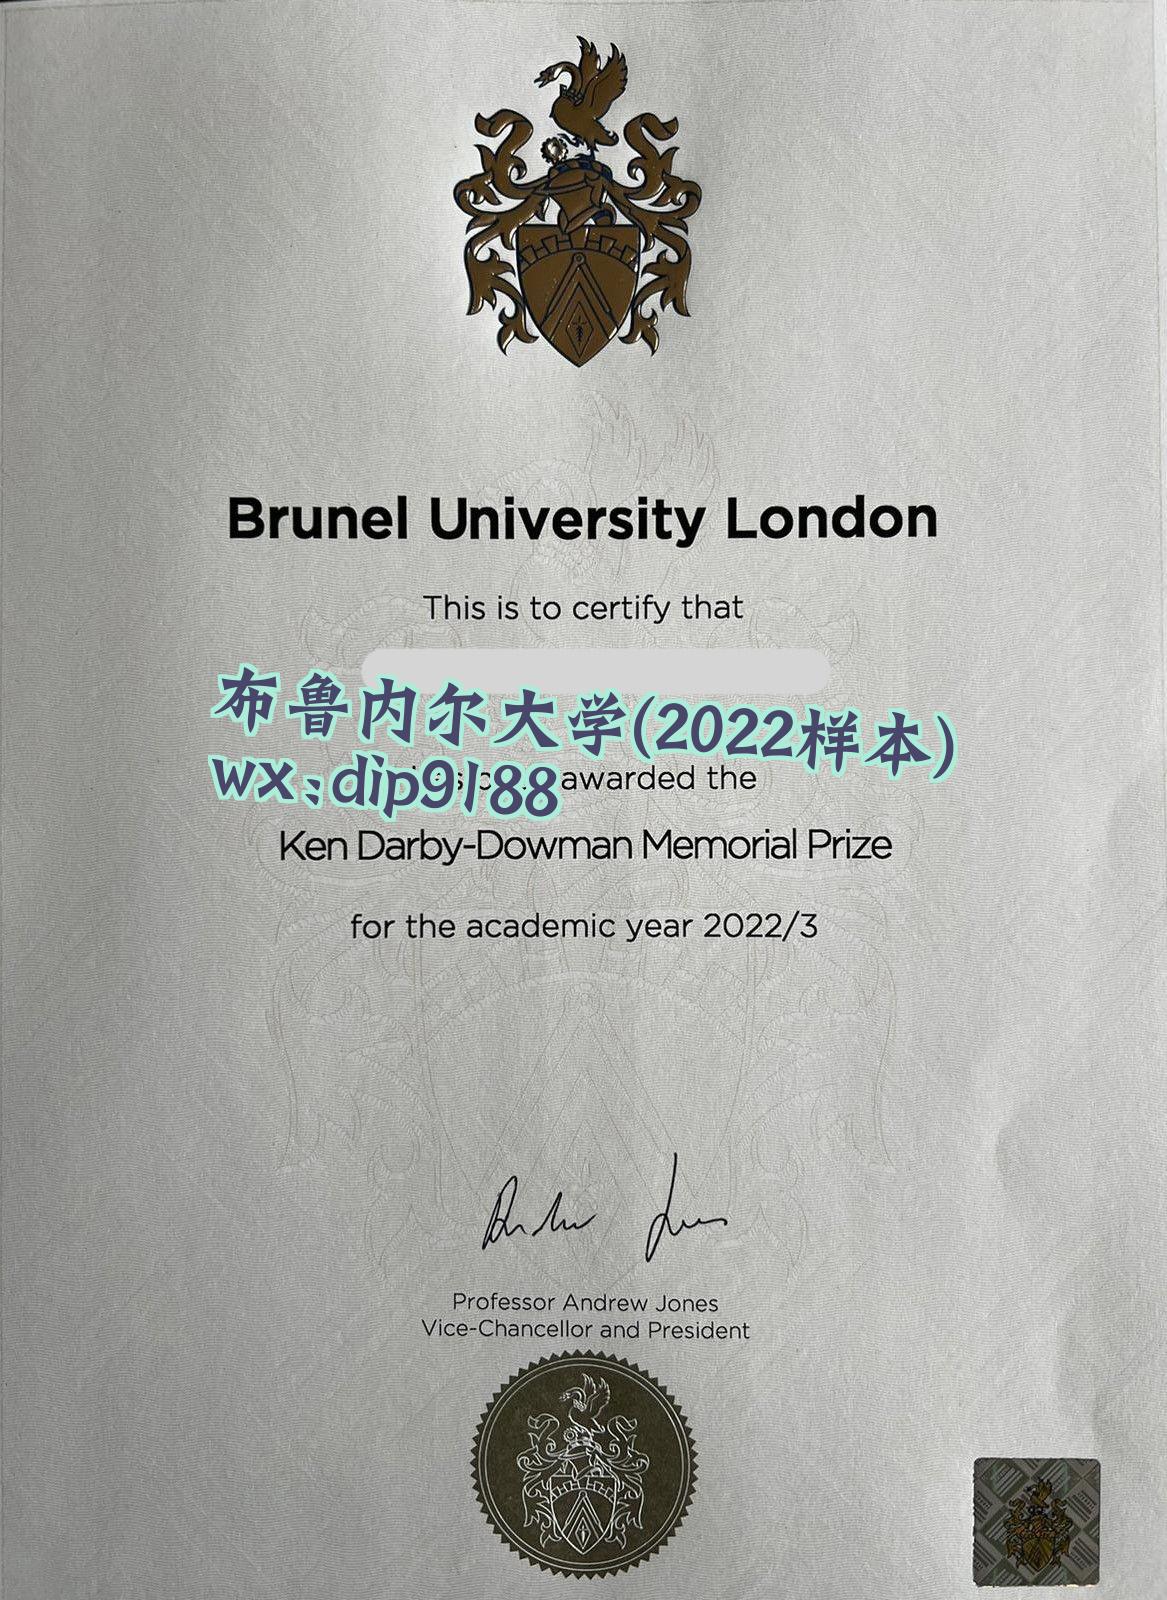 Brunel University London
This is to certify that
布鲁内尔大学(2022样本)
wx:dip9188
awarded the
Ken Darby-Dowman Memorial Prize
for the academic year 2022/3
Professor Andrew Jones
Vice-Chancellor and President